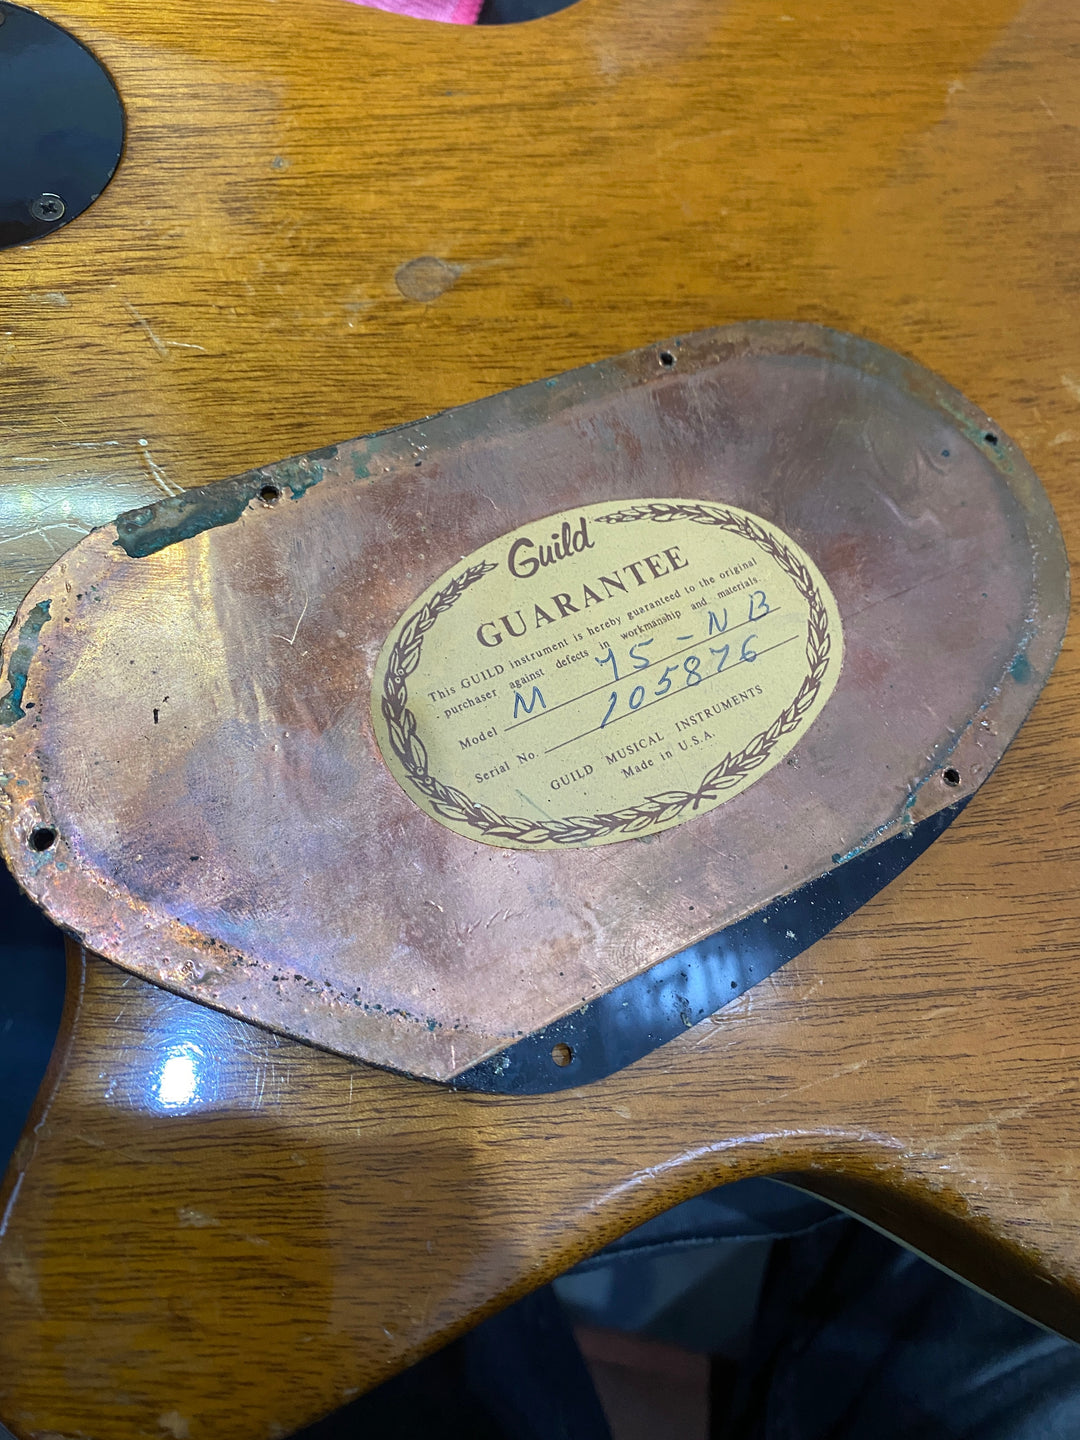 Guild
GUARANTEE
This GUILD instrument is hereby guaranteed to the original
purchaser against defects in workmanship and materials.
Model M 75-NB
Serial No. 105876
GUILD MUSICAL INSTRUMENTS
Made in U.S.A.